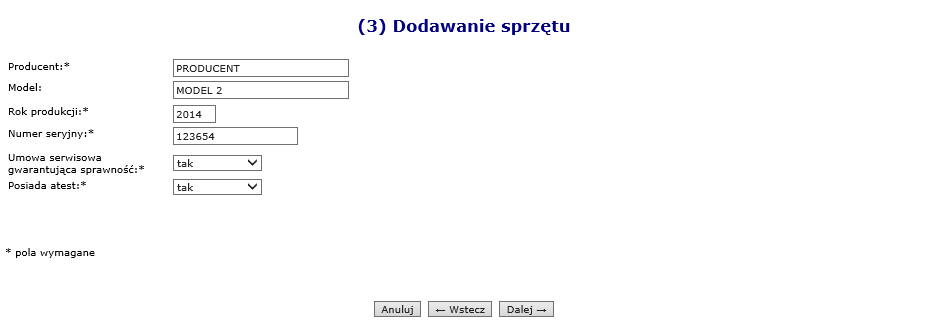 (3) Dodawanie sprzętu
Producent:* PRODUCENT
Model: MODEL 2
Rok produkcji:* 2014
Numer seryjny:* 123654
Umowa serwisowa
gwarantująca sprawność:* tak
Posiada atest:* tak
* pola wymagane
Anuluj ← Wstecz Dalej →